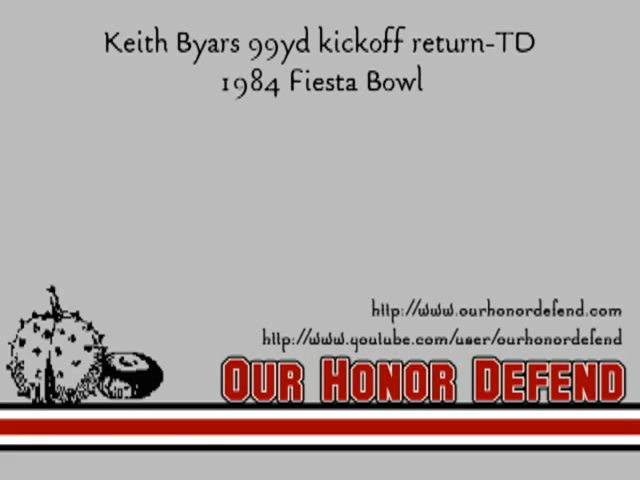 Keith Byars 99yd kickoff return-TD
1984 Fiesta Bowl
http://www.ourhonordefend.com
http://www.youtube.com/user/ourhonordefend
OUR HONOR DEFEND